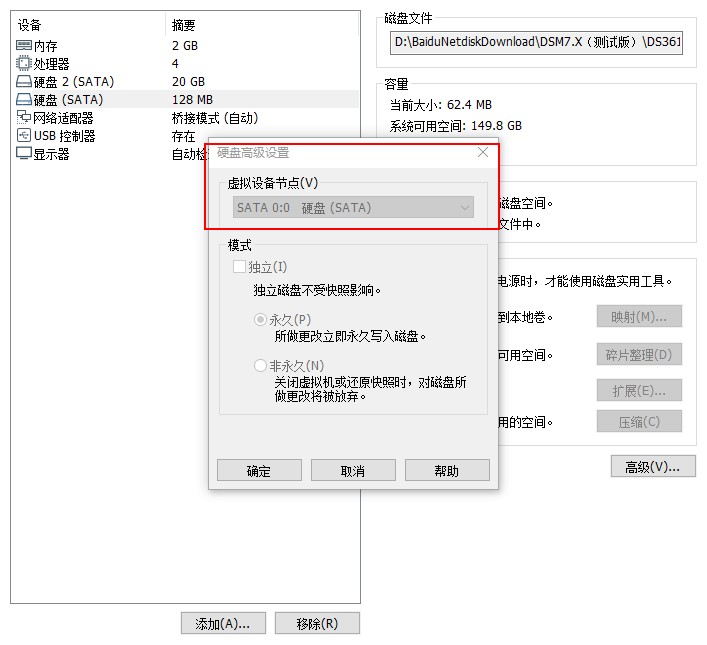 设备 摘要
内存 2 GB
处理器 4
硬盘 2 (SATA) 20 GB
硬盘 (SATA) 128 MB
网络适配器 桥接模式 (自动)
USB 控制器 存在
显示器 自动检
添加(A)... 移除(R)
磁盘文件
D:\BaiduNetdiskDownload\DSM7.X（测试版）\DS361
容量
当前大小: 62.4 MB
系统可用空间: 149.8 GB
磁盘空间。
文件中。
电源时，才能使用磁盘实用工具。
到本地卷。 映射(M)...
可用空间。 碎片整理(D)
扩展(E)...
用的空间。 压缩(C)
高级(V)...
硬盘高级设置
虚拟设备节点(V)
SATA 0:0 硬盘 (SATA)
模式
独立(I)
独立磁盘不受快照影响。
永久(P)
所做更改立即永久写入磁盘。
非永久(N)
关闭虚拟机或还原快照时，对磁盘所
做更改将被放弃。
确定 取消 帮助